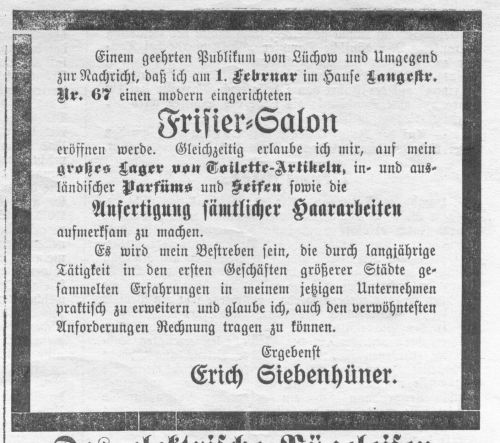 Einem geehrten Publikum von Lüchow und Umgegend
zur Nachricht, daß ich am 1. Februar im Hause Langestr.
Nr. 67 einen modern eingerichteten
Frisier-Salon
eröffnen werde. Gleichzeitig erlaube ich mir, auf mein
großes Lager von Toilette-Artikeln, in- und aus-
ländischer Parfüms und Seifen sowie die
Anfertigung sämtlicher Haararbeiten
aufmerksam zu machen.
Es wird mein Bestreben sein, die durch langjährige
Tätigkeit in den ersten Geschäften größerer Städte ge-
sammelten Erfahrungen in meinem jetzigen Unternehmen
praktisch zu erweitern und glaube ich, auch den verwöhntesten
Anforderungen Rechnung tragen zu können.
Ergebenst
Erich Siebenhüner.